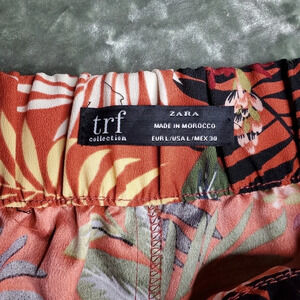 trf
collection
ZARA
MADE IN MOROCCO
EUR L/USA L/MEX 30